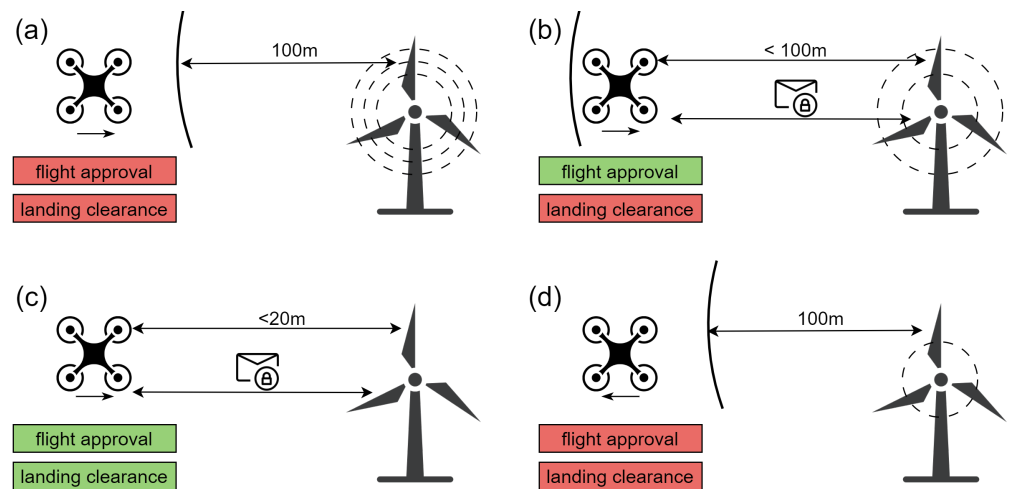 (a)
100m
flight approval
landing clearance
(b)
< 100m
flight approval
landing clearance
(c)
<20m
flight approval
landing clearance
(d)
100m
flight approval
landing clearance